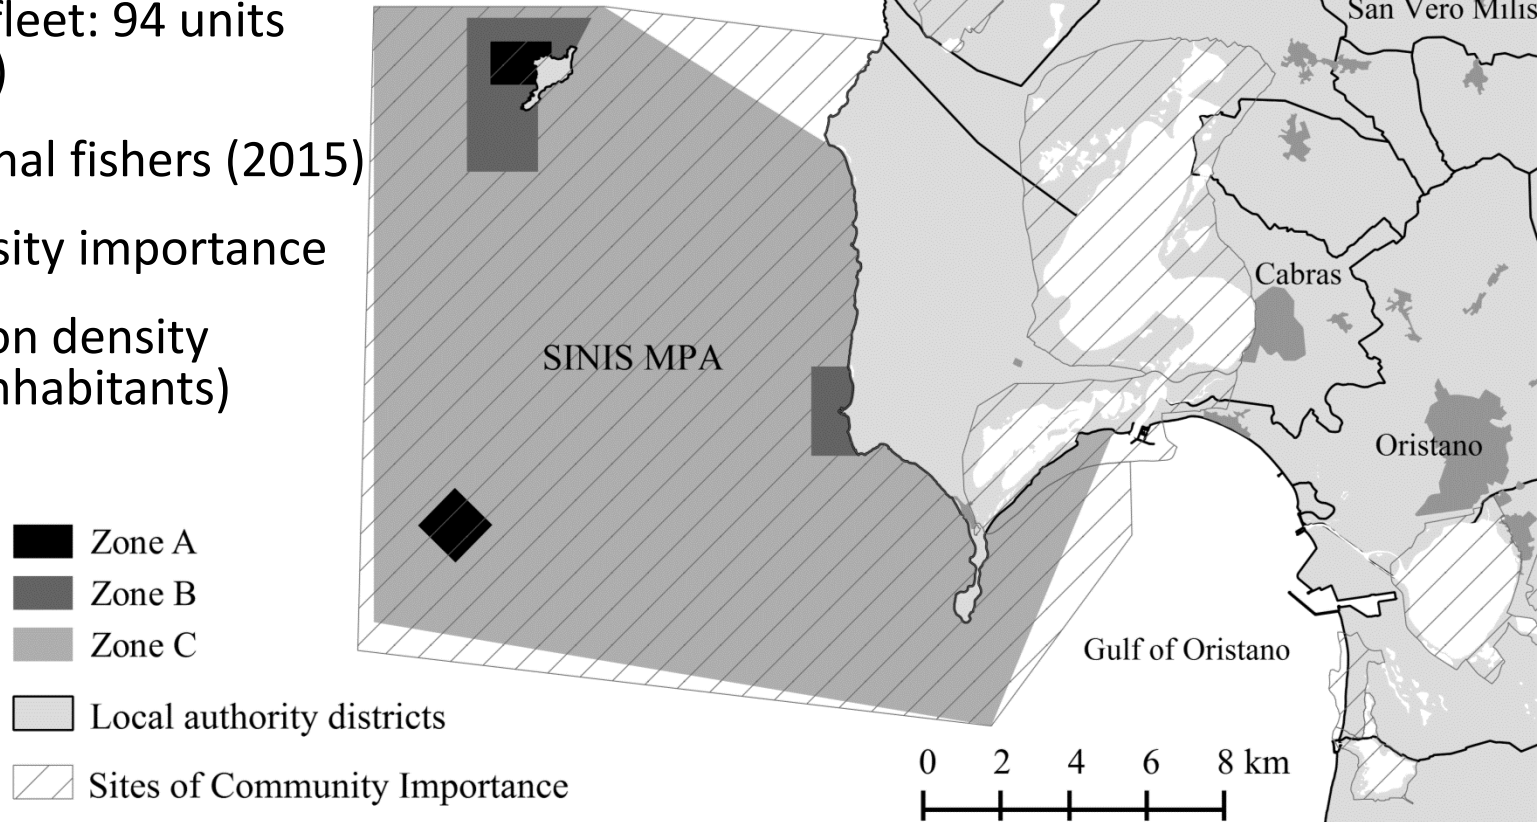 fleet: 94 units
)
nal fishers (2015)
sity importance
on density
nhabitants)
San Vero Milis
Cabras
SINIS MPA
Oristano
Gulf of Oristano
Zone A
Zone B
Zone C
Local authority districts
Sites of Community Importance
0 2 4 6 8 km